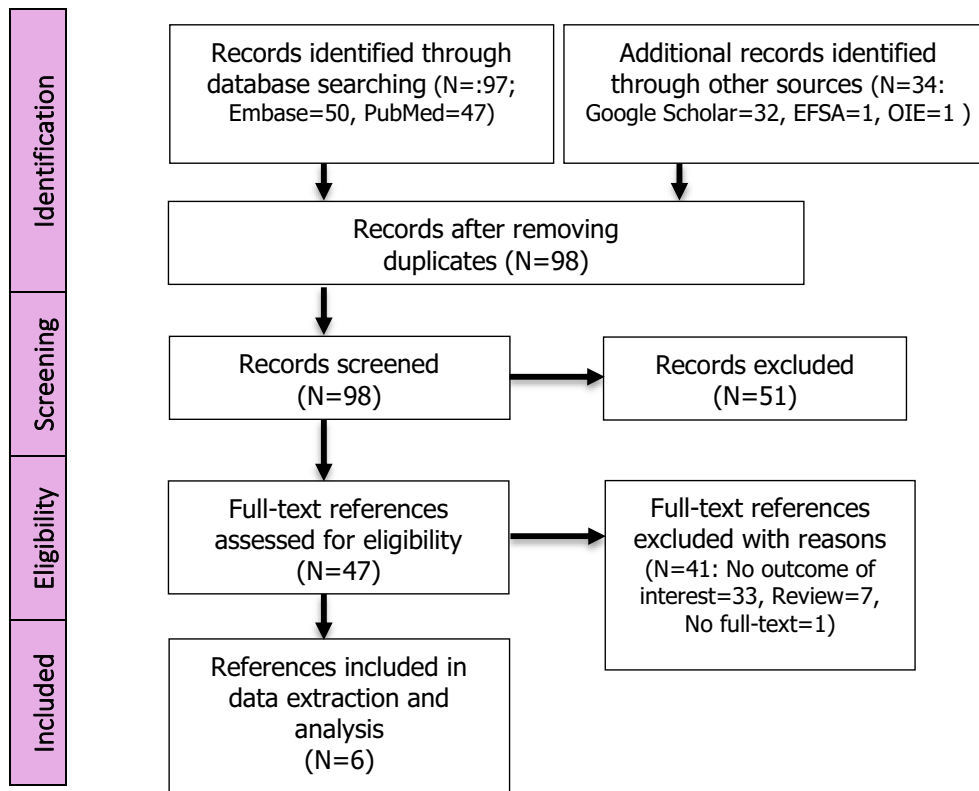 Identification
Records identified through
database searching (N=:97;
Embase=50, PubMed=47)
Additional records identified
through other sources (N=34:
Google Scholar=32, EFSA=1, OIE=1 )
Records after removing
duplicates (N=98)
Screening
Records screened
(N=98)
Records excluded
(N=51)
Eligibility
Full-text references
assessed for eligibility
(N=47)
Full-text references
excluded with reasons
(N=41: No outcome of
interest=33, Review=7,
No full-text=1)
Included
References included in
data extraction and
analysis
(N=6)